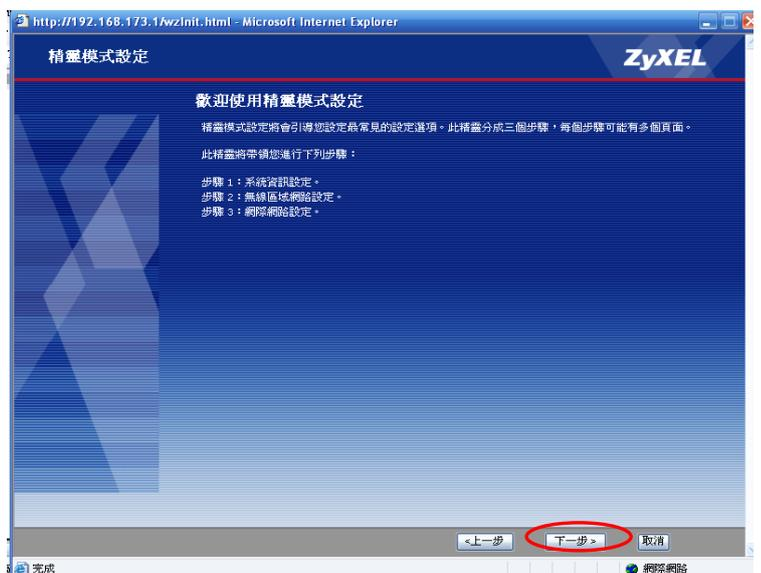 http://192.168.173.1/wzInit.html - Microsoft Internet Explorer
精靈模式設定
ZyXEL
歡迎使用精靈模式設定
精靈模式設定將會引導您設定最常見的設定選項。此精靈分成三個步驟，每個步驟可能有多個頁面。
此精靈將帶領您進行下列步驟：
步驟 1：系統資訊設定。
步驟 2：無線區域網路設定。
步驟 3：網際網路設定。
<上一步 下一步 > 取消
完成 網際網路